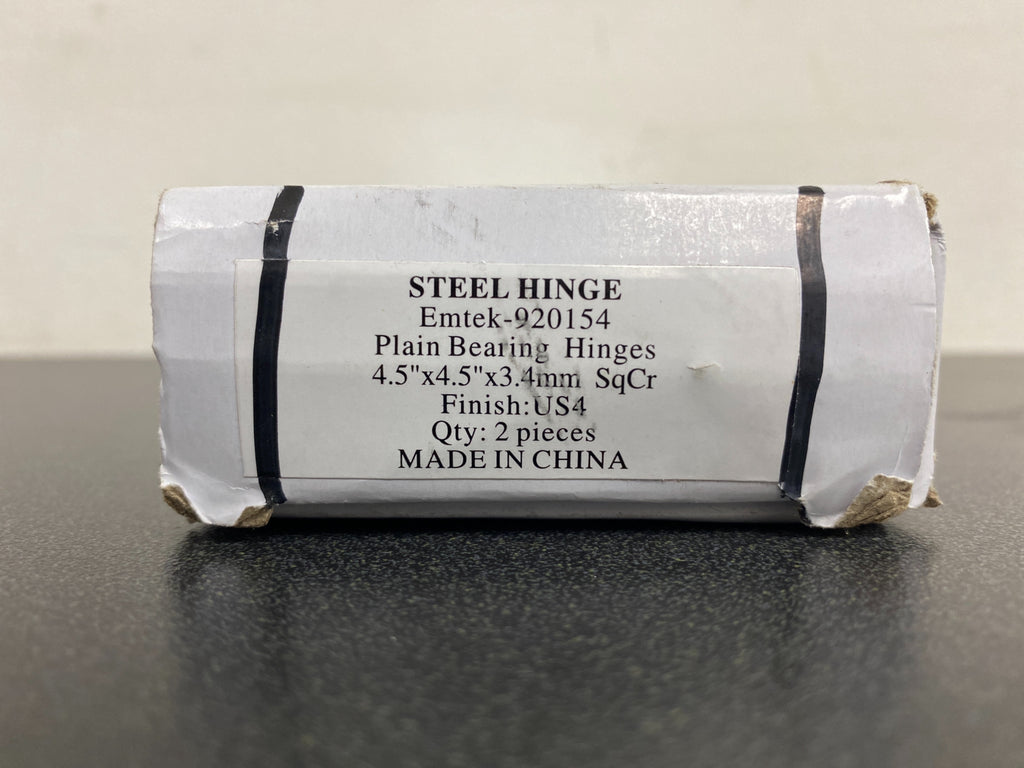 STEEL HINGE
Emtek-920154
Plain Bearing Hinges
4.5"x4.5"x3.4mm SqCr
Finish:US4
Qty: 2 pieces
MADE IN CHINA